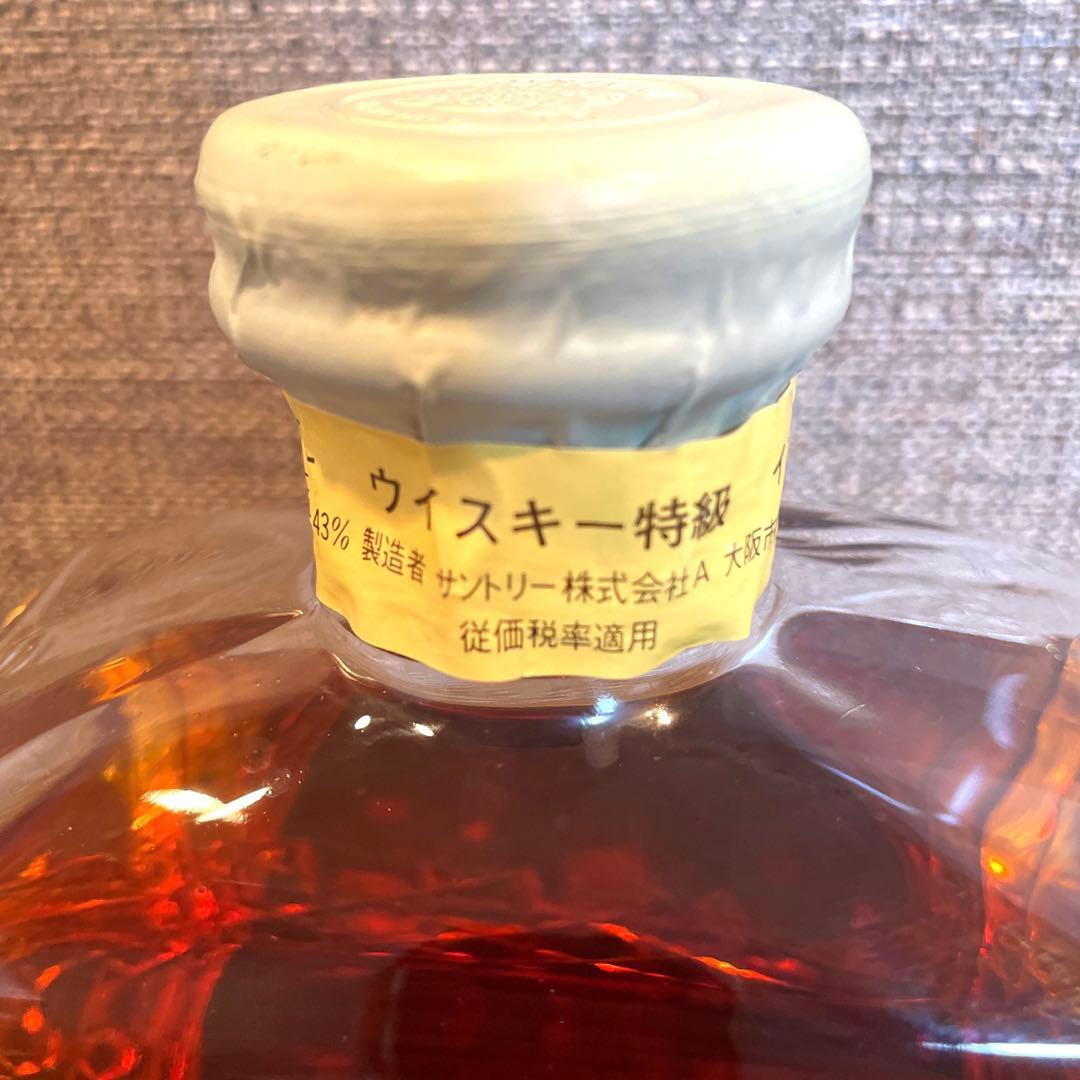 ウイスキー特級
43% 製造者 サントリー株式会社A 大阪市
従価税率適用